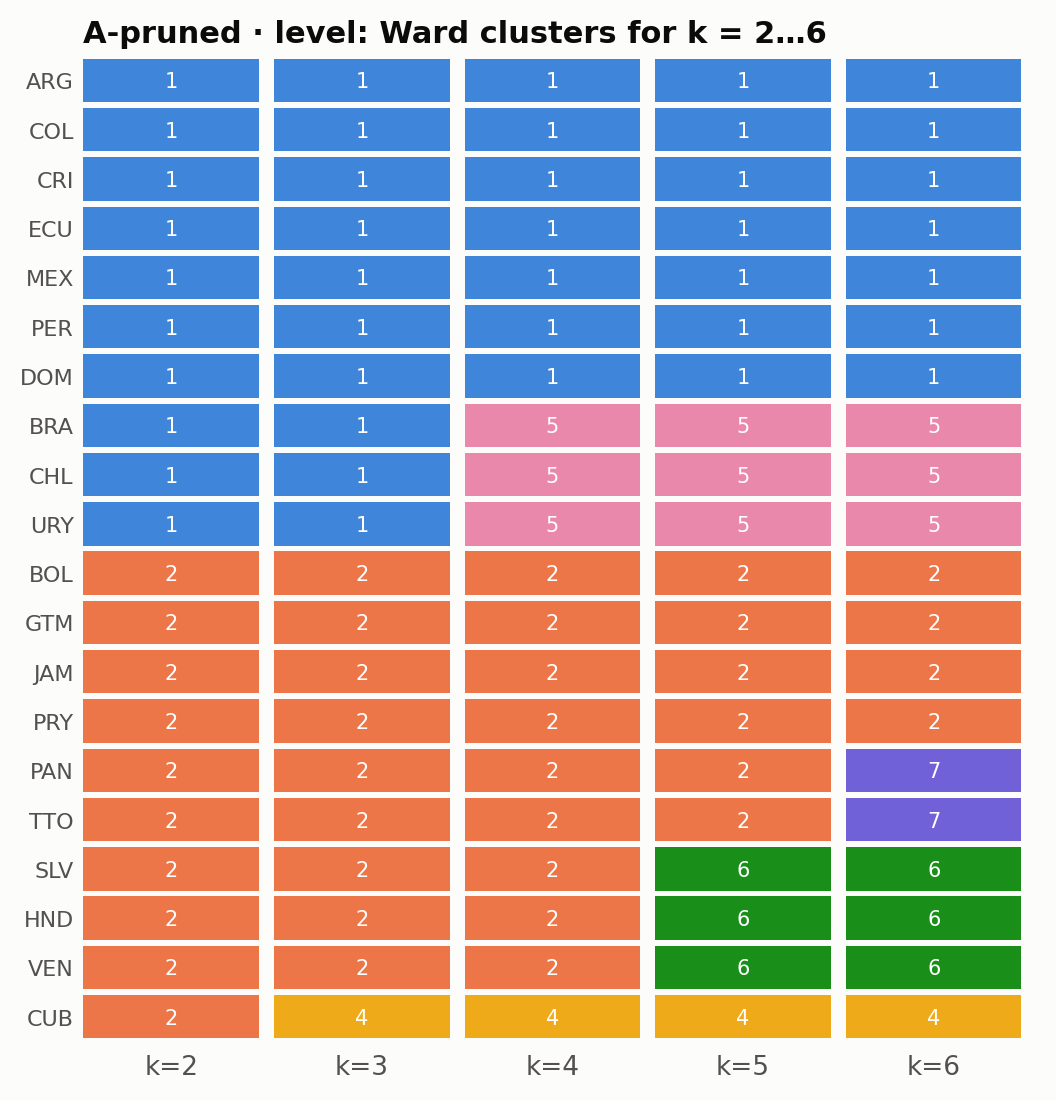 A-pruned · level: Ward clusters for k = 2…6
ARG 1 1 1 1 1
COL 1 1 1 1 1
CRI 1 1 1 1 1
ECU 1 1 1 1 1
MEX 1 1 1 1 1
PER 1 1 1 1 1
DOM 1 1 1 1 1
BRA 1 1 5 5 5
CHL 1 1 5 5 5
URY 1 1 5 5 5
BOL 2 2 2 2 2
GTM 2 2 2 2 2
JAM 2 2 2 2 2
PRY 2 2 2 2 2
PAN 2 2 2 2 7
TTO 2 2 2 2 7
SLV 2 2 2 6 6
HND 2 2 2 6 6
VEN 2 2 2 6 6
CUB 2 4 4 4 4
k=2 k=3 k=4 k=5 k=6